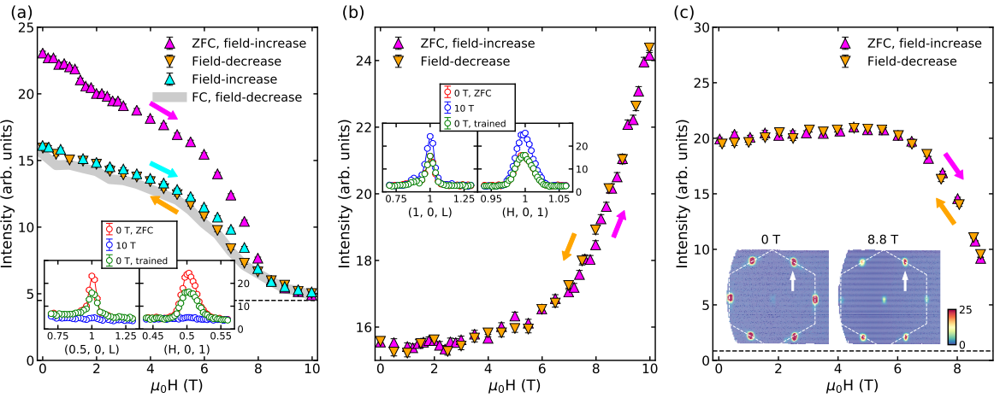 (a)
25
20
15
10
5
0
Intensity (arb. units)
ZFC, field-increase
Field-decrease
Field-increase
FC, field-decrease
0 T, ZFC
10 T
0 T, trained
20
10
0
0.75 1 1.25
(0.5, 0, L)
0.45 0.5 0.55
(H, 0, 1)
0 2 4 6 8 10
μ₀H (T)
(b)
24
22
20
18
16
Intensity (arb. units)
ZFC, field-increase
Field-decrease
0 T, ZFC
10 T
0 T, trained
20
10
0
0.75 1 1.25
(1, 0, L)
0.95 1 1.05
(H, 0, 1)
0 2 4 6 8 10
μ₀H (T)
(c)
30
25
20
15
10
5
0
Intensity (arb. units)
ZFC, field-increase
Field-decrease
0 T
8.8 T
25
0
0 2 4 6 8
μ₀H (T)